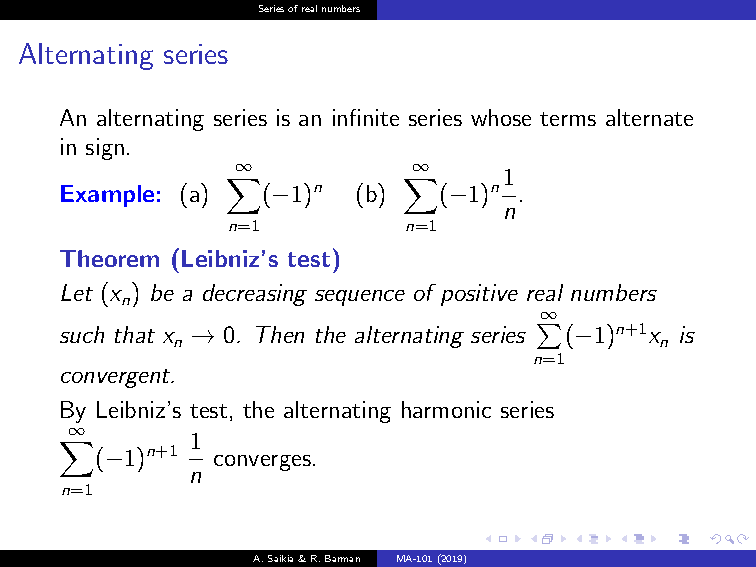 Series of real numbers
Alternating series
An alternating series is an infinite series whose terms alternate
in sign.
Example: (a) ∑_{n=1}^{∞} (−1)^n (b) ∑_{n=1}^{∞} (−1)^n 1/n.
Theorem (Leibniz's test)
Let (x_n) be a decreasing sequence of positive real numbers
such that x_n → 0. Then the alternating series ∑_{n=1}^{∞} (−1)^{n+1} x_n is
convergent.
By Leibniz's test, the alternating harmonic series
∑_{n=1}^{∞} (−1)^{n+1} 1/n converges.
A. Saikia & R. Barman MA-101 (2019)